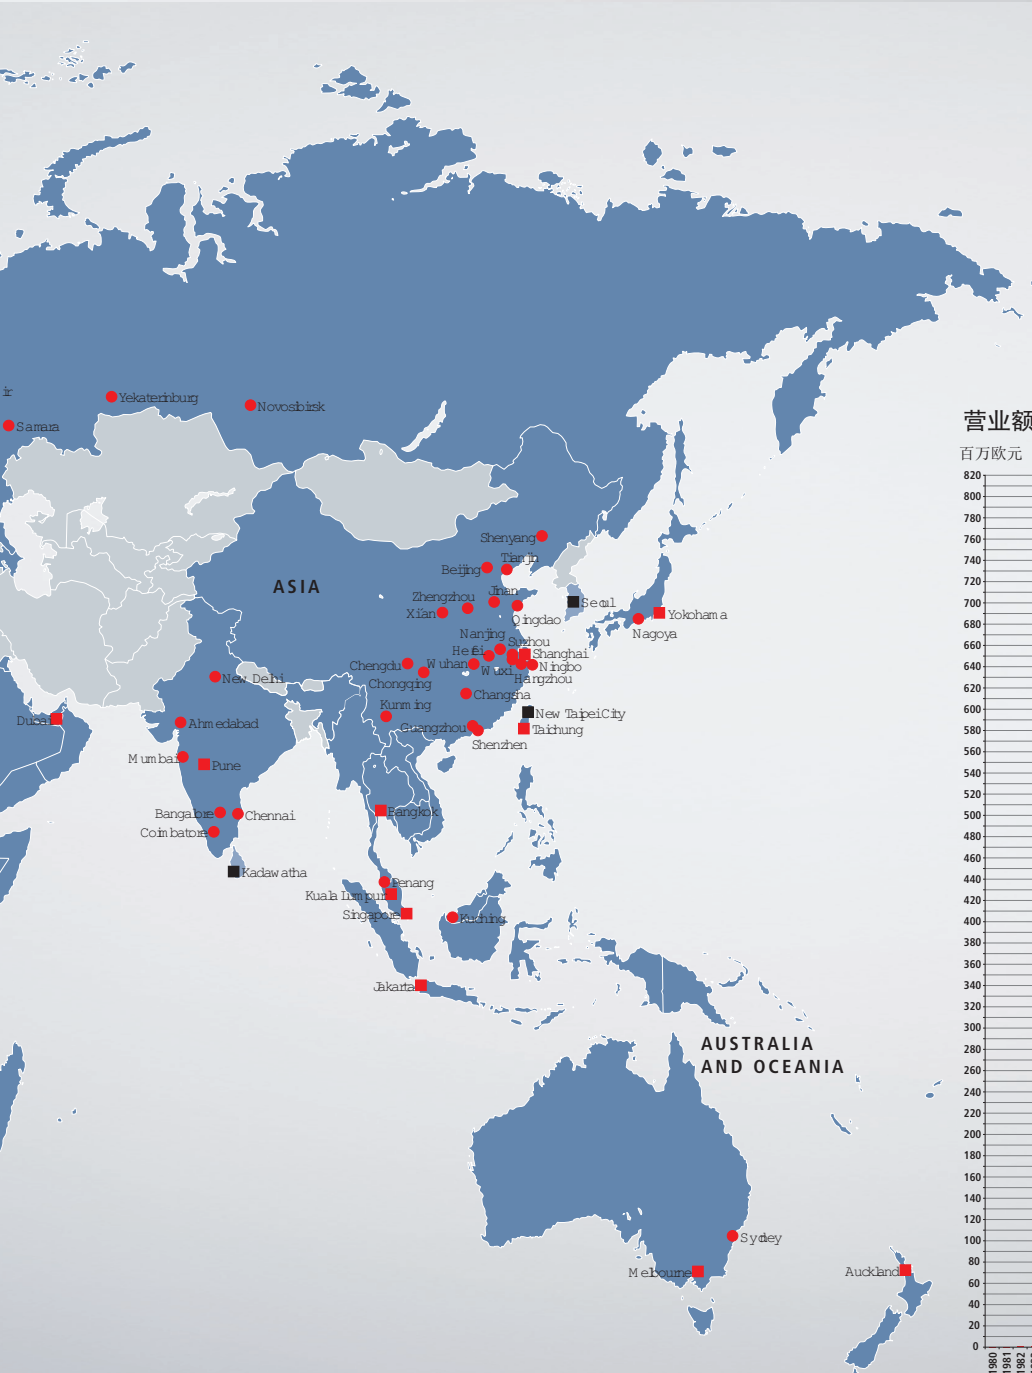 ir
Yekaterinburg
Novosibirsk
Samara
营业额
百万欧元
820
800
780
760
740
720
700
680
660
640
620
600
580
560
540
520
500
480
460
440
420
400
380
360
340
320
300
280
260
240
220
200
180
160
140
120
100
80
60
40
20
0
1980
1981
1982
Shenyang
Tianjin
Beijing
ASIA
Jinan
Zhengzhou
Seoul
Xi'an
Qingdao
Yokohama
Nagoya
Nanjing
Suzhou
Hefei
Shanghai
Chengdu
Wuhan
Wuxi
Ningbo
Hangzhou
New Delhi
Chongqing
Changsha
Kunming
New Taipei City
Dubai
Ahmedabad
Guangzhou
Taichung
Shenzhen
Mumbai
Pune
Bangalore
Chennai
Bangkok
Coimbatore
Kadawatha
Penang
Kuala Lumpur
Singapore
Kuching
Jakarta
AUSTRALIA
AND OCEANIA
Sydney
Melbourne
Auckland